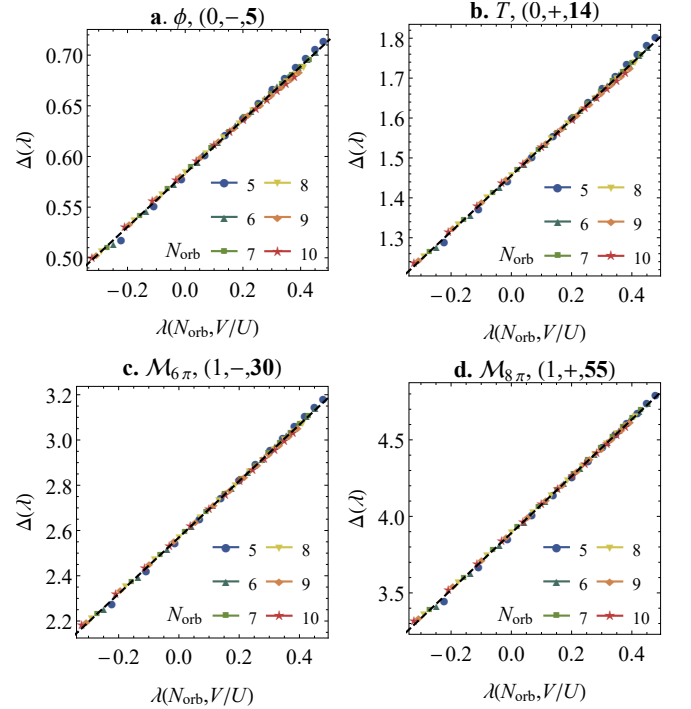 a. ϕ, (0,−,5)
0.70
0.65
0.60
0.55
0.50
Δ(λ)
5 8
6 9
N_orb 7 10
−0.2 0.0 0.2 0.4
λ(N_orb, V/U)
b. T, (0,+,14)
1.8
1.7
1.6
1.5
1.4
1.3
Δ(λ)
5 8
6 9
N_orb 7 10
−0.2 0.0 0.2 0.4
λ(N_orb, V/U)
c. ℳ_6π, (1,−,30)
3.2
3.0
2.8
2.6
2.4
2.2
Δ(λ)
5 8
6 9
N_orb 7 10
−0.2 0.0 0.2 0.4
λ(N_orb, V/U)
d. ℳ_8π, (1,+,55)
4.5
4.0
3.5
Δ(λ)
5 8
6 9
N_orb 7 10
−0.2 0.0 0.2 0.4
λ(N_orb, V/U)